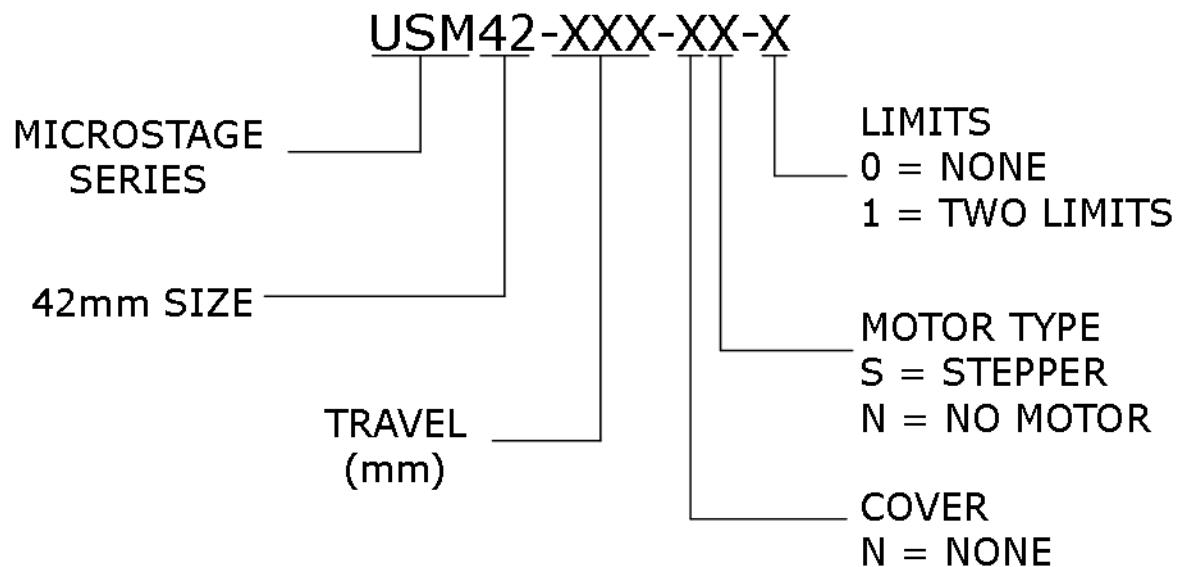 USM42-XXX-XX-X
MICROSTAGE
SERIES
42mm SIZE
TRAVEL
(mm)
LIMITS
0 = NONE
1 = TWO LIMITS
MOTOR TYPE
S = STEPPER
N = NO MOTOR
COVER
N = NONE